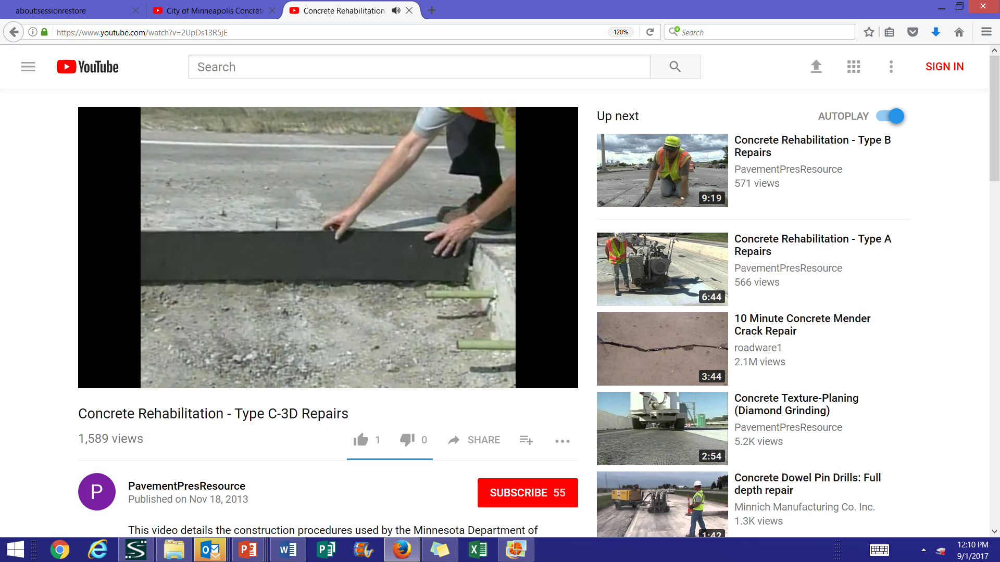 about:sessionrestore
City of Minneapolis Concret
Concrete Rehabilitation
https://www.youtube.com/watch?v=2UpDs13R5jE
120%
Search
YouTube
Search
SIGN IN
Up next
AUTOPLAY
Concrete Rehabilitation - Type B
Repairs
PavementPresResource
571 views
9:19
Concrete Rehabilitation - Type A
Repairs
PavementPresResource
566 views
6:44
10 Minute Concrete Mender
Crack Repair
roadware1
2.1M views
3:44
Concrete Texture-Planing
(Diamond Grinding)
PavementPresResource
5.2K views
2:54
Concrete Dowel Pin Drills: Full
depth repair
Minnich Manufacturing Co. Inc.
1.3K views
1:42
Concrete Rehabilitation - Type C-3D Repairs
1,589 views
1
0
SHARE
P
PavementPresResource
Published on Nov 18, 2013
SUBSCRIBE 55
This video details the construction procedures used by the Minnesota Department of
12:10 PM
9/1/2017